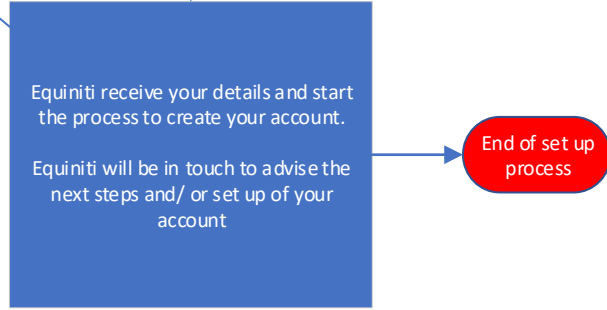 Equiniti receive your details and start
the process to create your account.
Equiniti will be in touch to advise the
next steps and/ or set up of your
account
End of set up
process